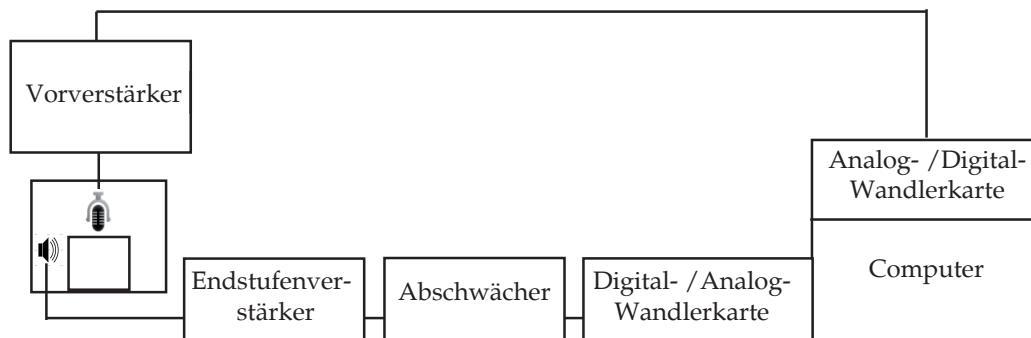 Vorverstärker
Analog- /Digital-
Wandlerkarte
Computer
Endstufenver-
stärker
Abschwächer
Digital- /Analog-
Wandlerkarte